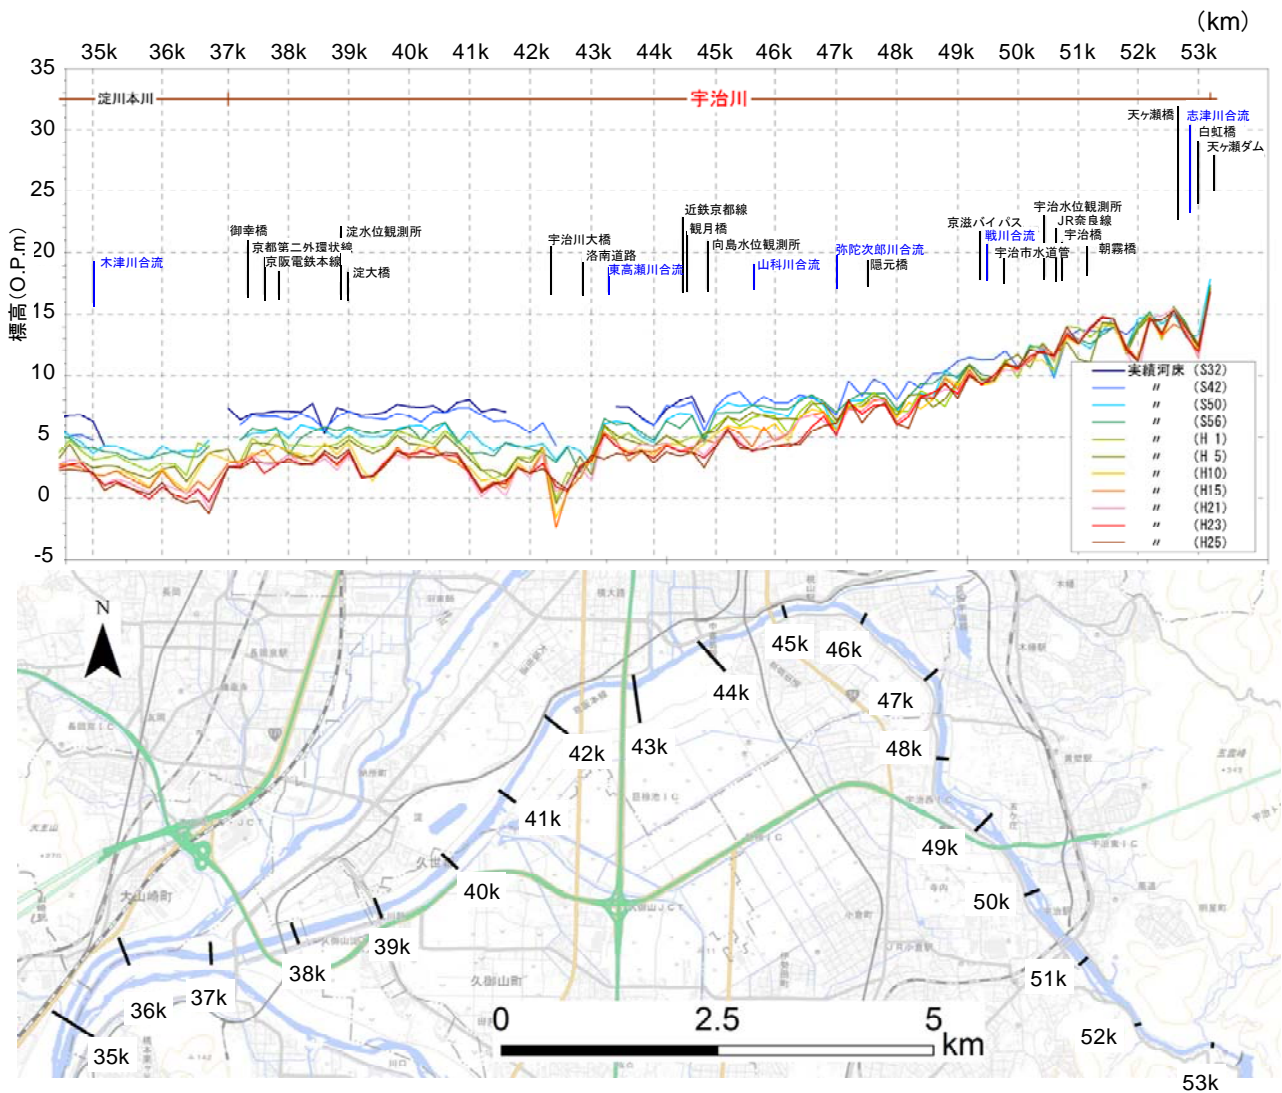 (km)
35k 36k 37k 38k 39k 40k 41k 42k 43k 44k 45k 46k 47k 48k 49k 50k 51k 52k 53k
35
淀川本川 宇治川
30
25
20
15
10
5
0
-5
標高(O.P.m)
木津川合流
御幸橋
京都第二外環状線
京阪電鉄本線
淀水位観測所
淀大橋
宇治川大橋
洛南道路
東高瀬川合流
近鉄京都線
観月橋
向島水位観測所
山科川合流
弥陀次郎川合流
隠元橋
京滋バイパス
戦川合流
宇治市水道管
宇治水位観測所
JR奈良線
宇治橋
朝霧橋
天ヶ瀬橋
志津川合流
白虹橋
天ヶ瀬ダム
実績河床 (S32)
〃 (S42)
〃 (S50)
〃 (S56)
〃 (H 1)
〃 (H 5)
〃 (H10)
〃 (H15)
〃 (H21)
〃 (H23)
〃 (H25)
N
45k
46k
44k
47k
43k
42k
48k
41k
49k
40k
大山崎町
50k
39k
38k
久御山町
51k
37k
36k
0 2.5 5
km
52k
35k
53k